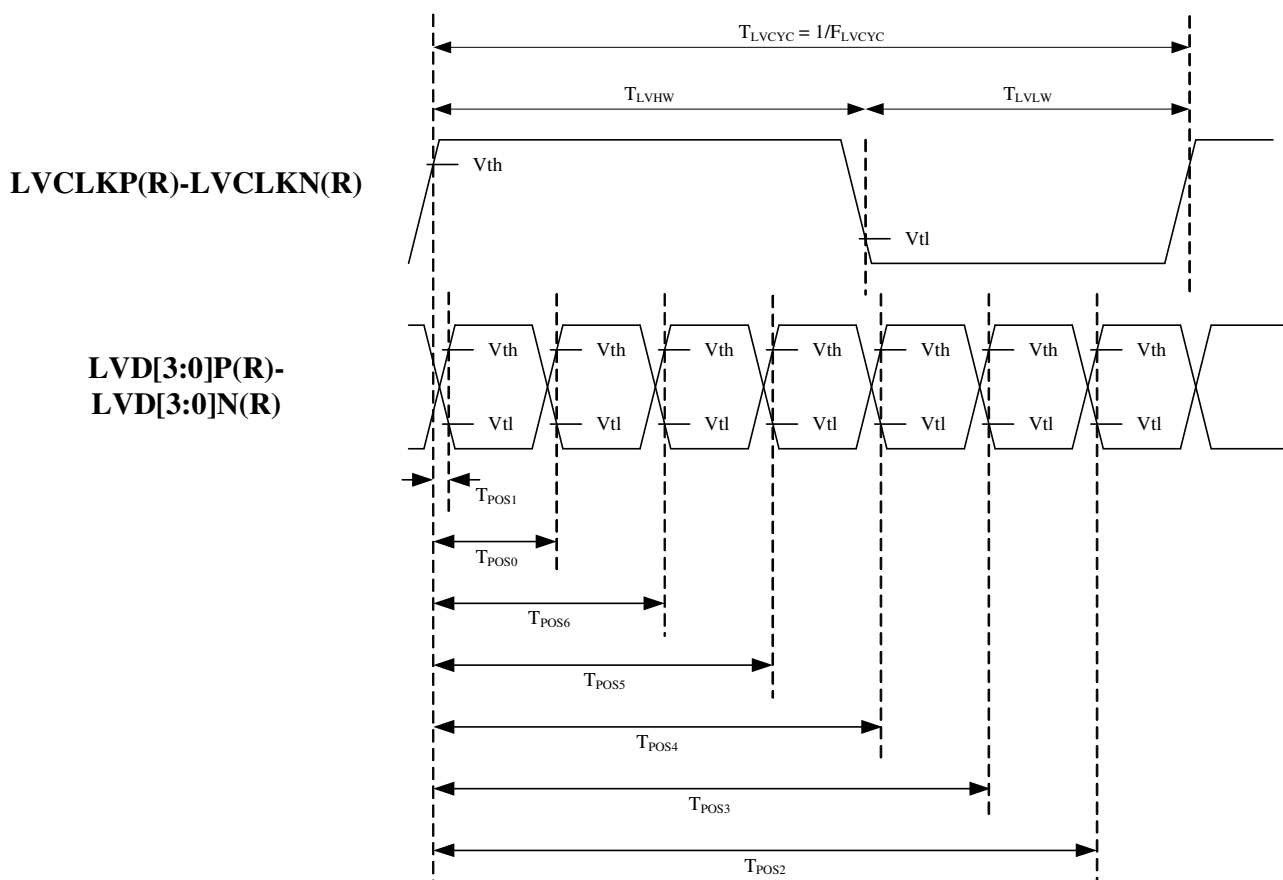 TLVCYC = 1/FLVCYC
TLVHW
TLVLW
LVCLKP(R)-LVCLKN(R)
Vth
Vtl
LVD[3:0]P(R)-
LVD[3:0]N(R)
Vth Vth Vth Vth Vth Vth Vth
Vtl Vtl Vtl Vtl Vtl Vtl Vtl
TPOS1
TPOS0
TPOS6
TPOS5
TPOS4
TPOS3
TPOS2